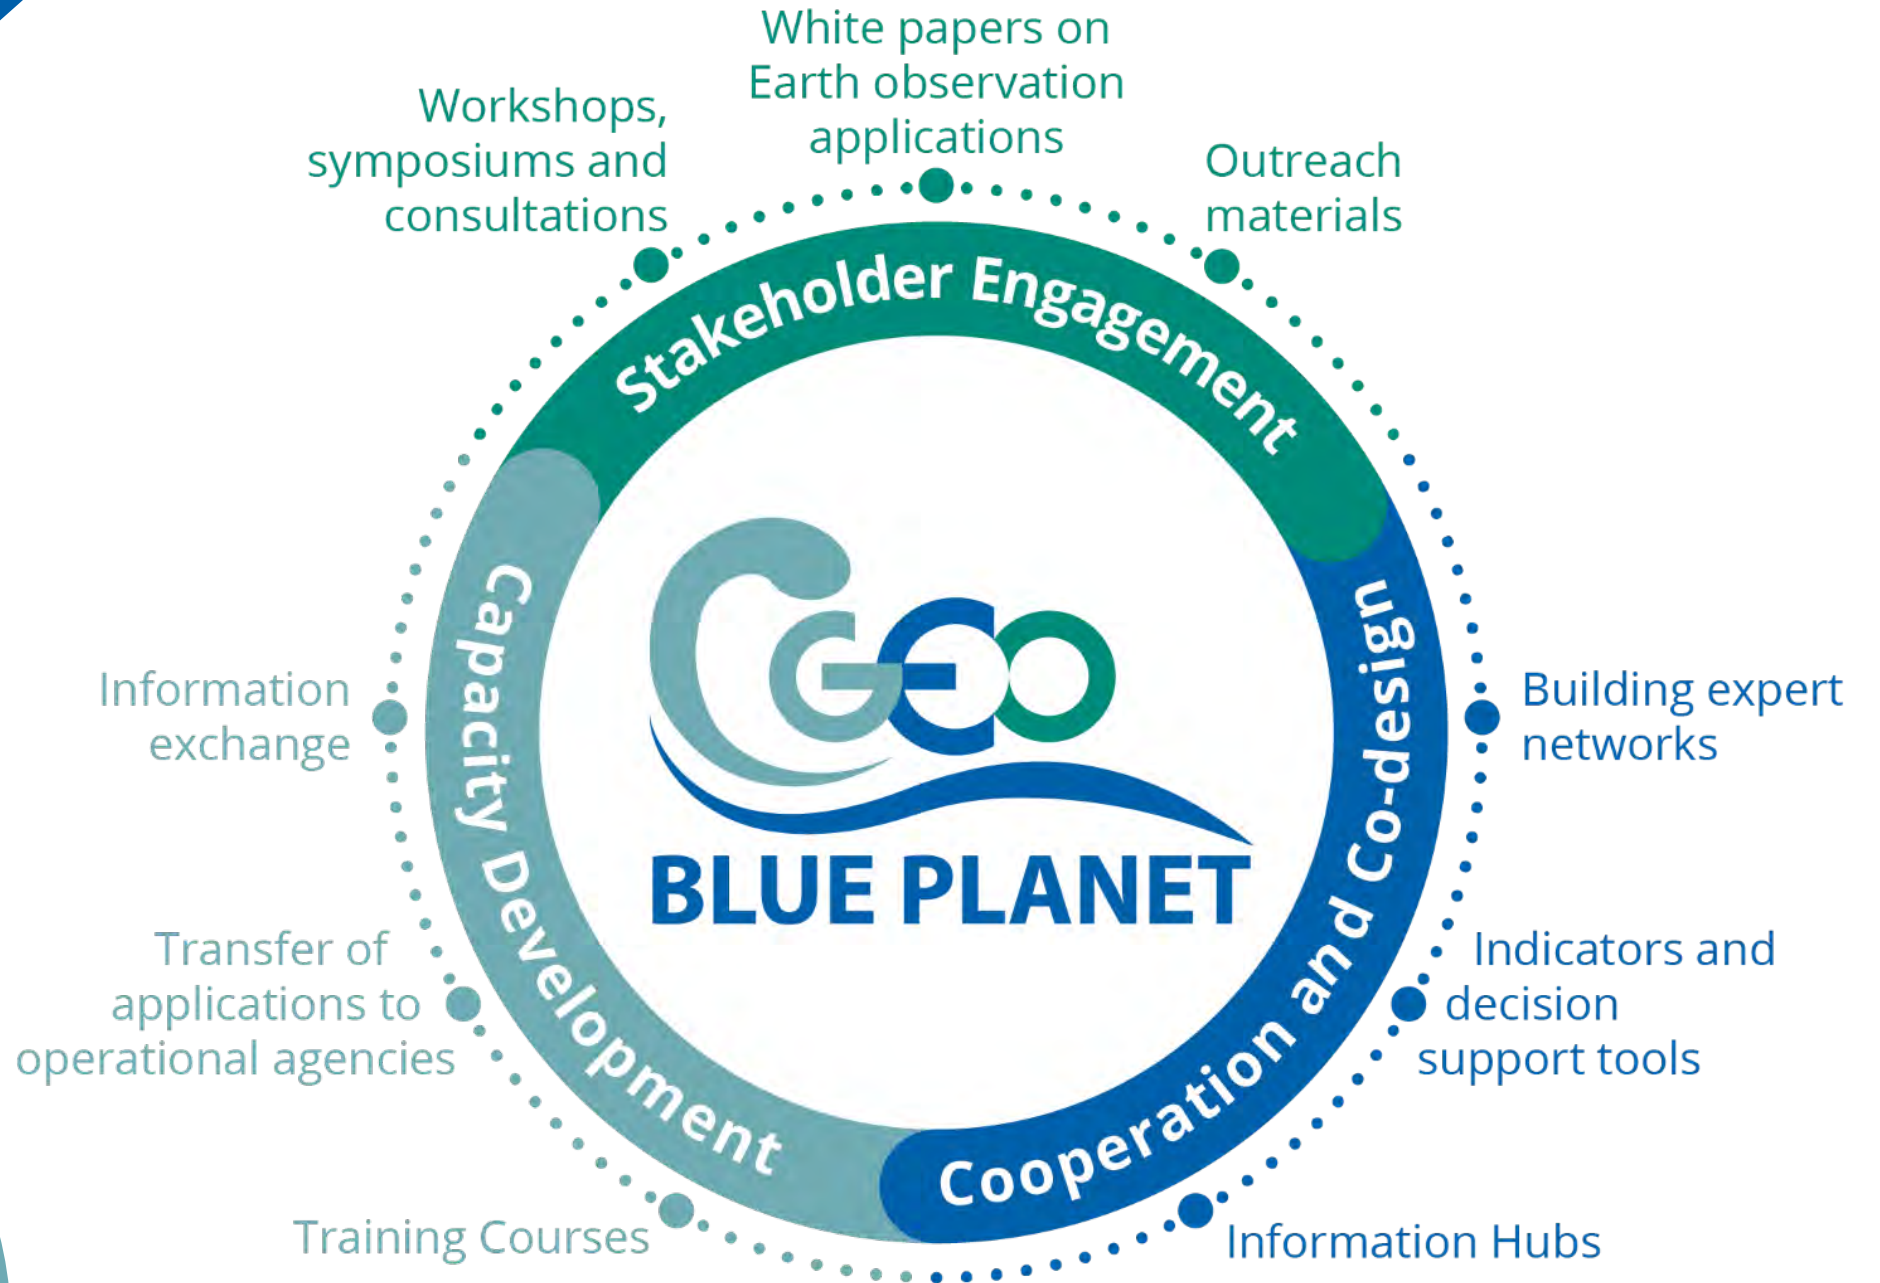 White papers on
Earth observation
applications
Workshops,
symposiums and
consultations
Outreach
materials
Stakeholder Engagement
Capacity Development
Cooperation and Co-design
GEO
BLUE PLANET
Information
exchange
Building expert
networks
Transfer of
applications to
operational agencies
Indicators and
decision
support tools
Training Courses
Information Hubs